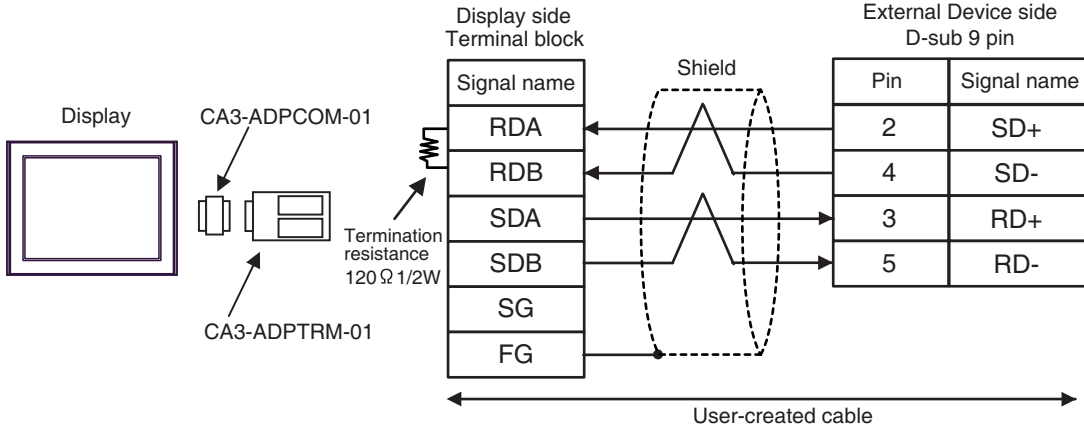 Display side
Terminal block
External Device side
D-sub 9 pin
Display
CA3-ADPCOM-01
CA3-ADPTRM-01
Termination
resistance
120Ω 1/2W
Signal name
RDA
RDB
SDA
SDB
SG
FG
Shield
Pin Signal name
2 SD+
4 SD-
3 RD+
5 RD-
User-created cable